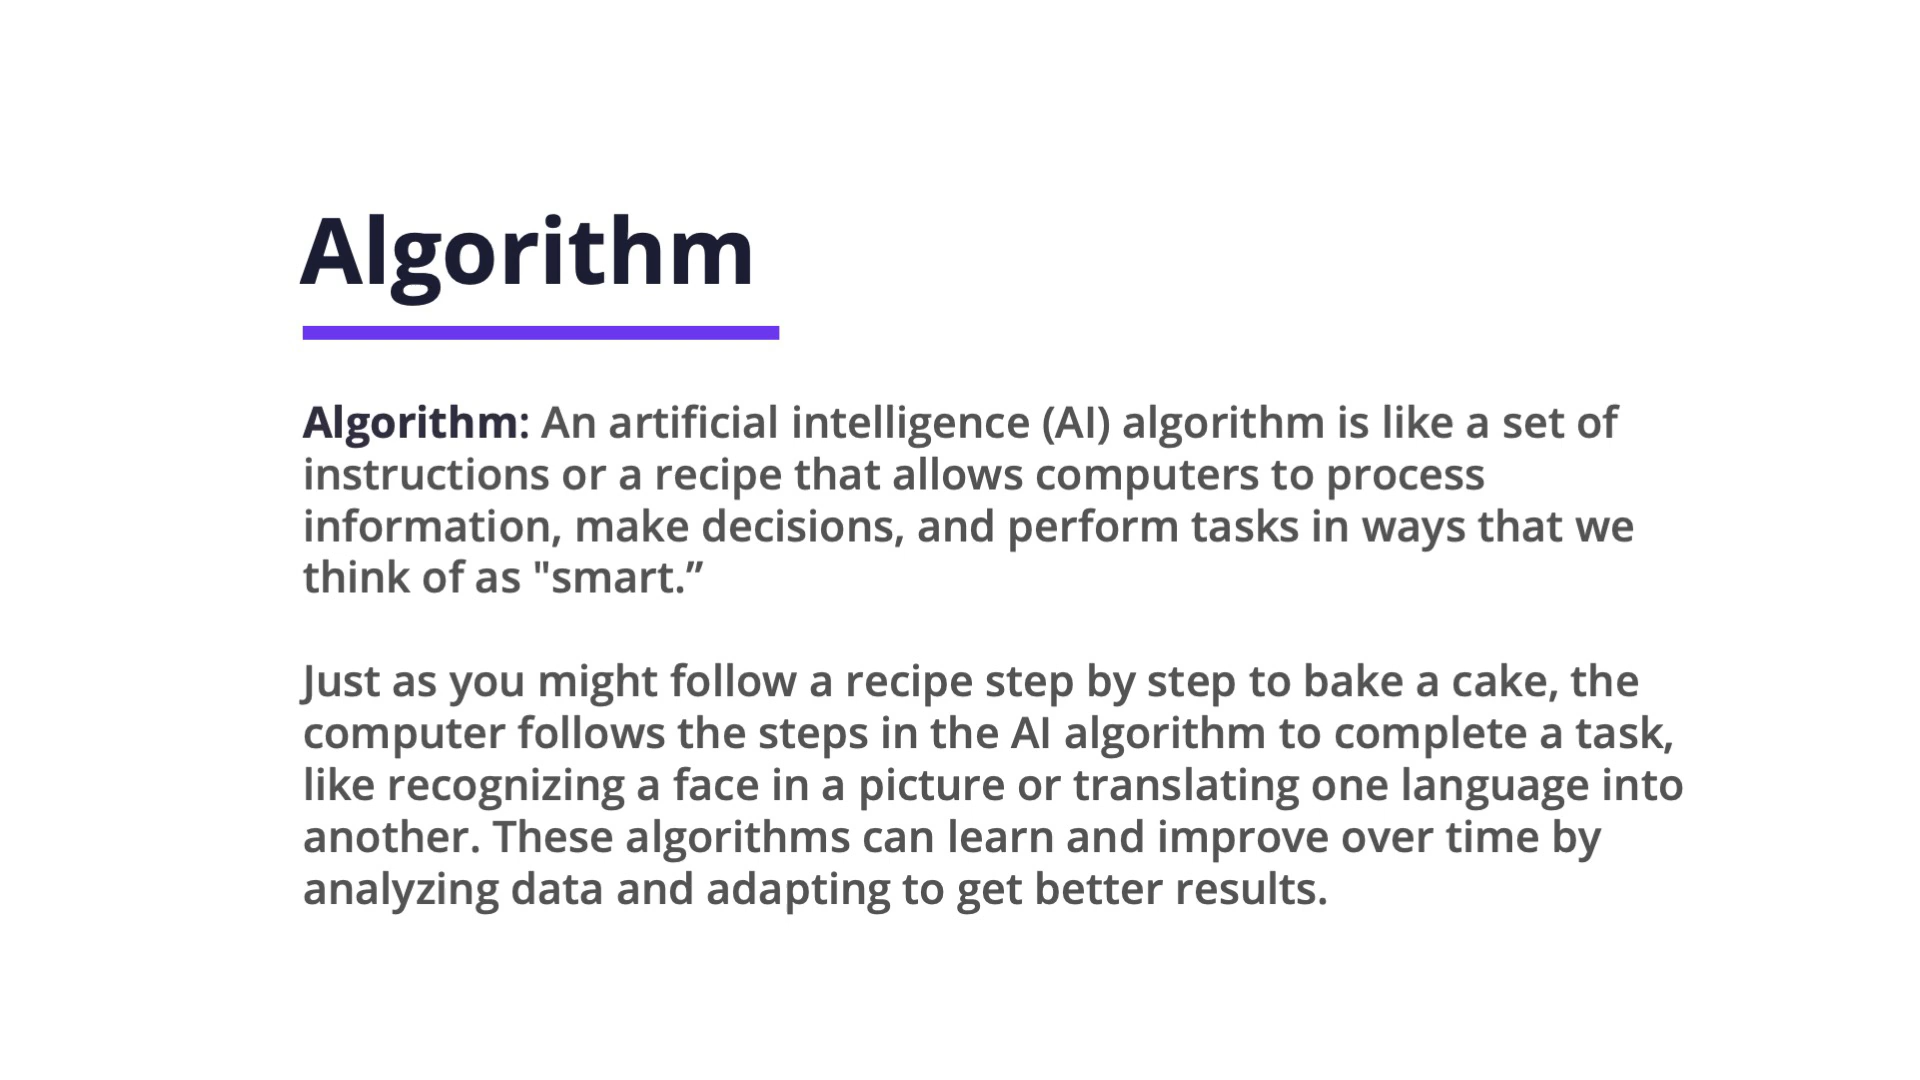 Algorithm
Algorithm: An artificial intelligence (AI) algorithm is like a set of
instructions or a recipe that allows computers to process
information, make decisions, and perform tasks in ways that we
think of as "smart.”
Just as you might follow a recipe step by step to bake a cake, the
computer follows the steps in the AI algorithm to complete a task,
like recognizing a face in a picture or translating one language into
another. These algorithms can learn and improve over time by
analyzing data and adapting to get better results.